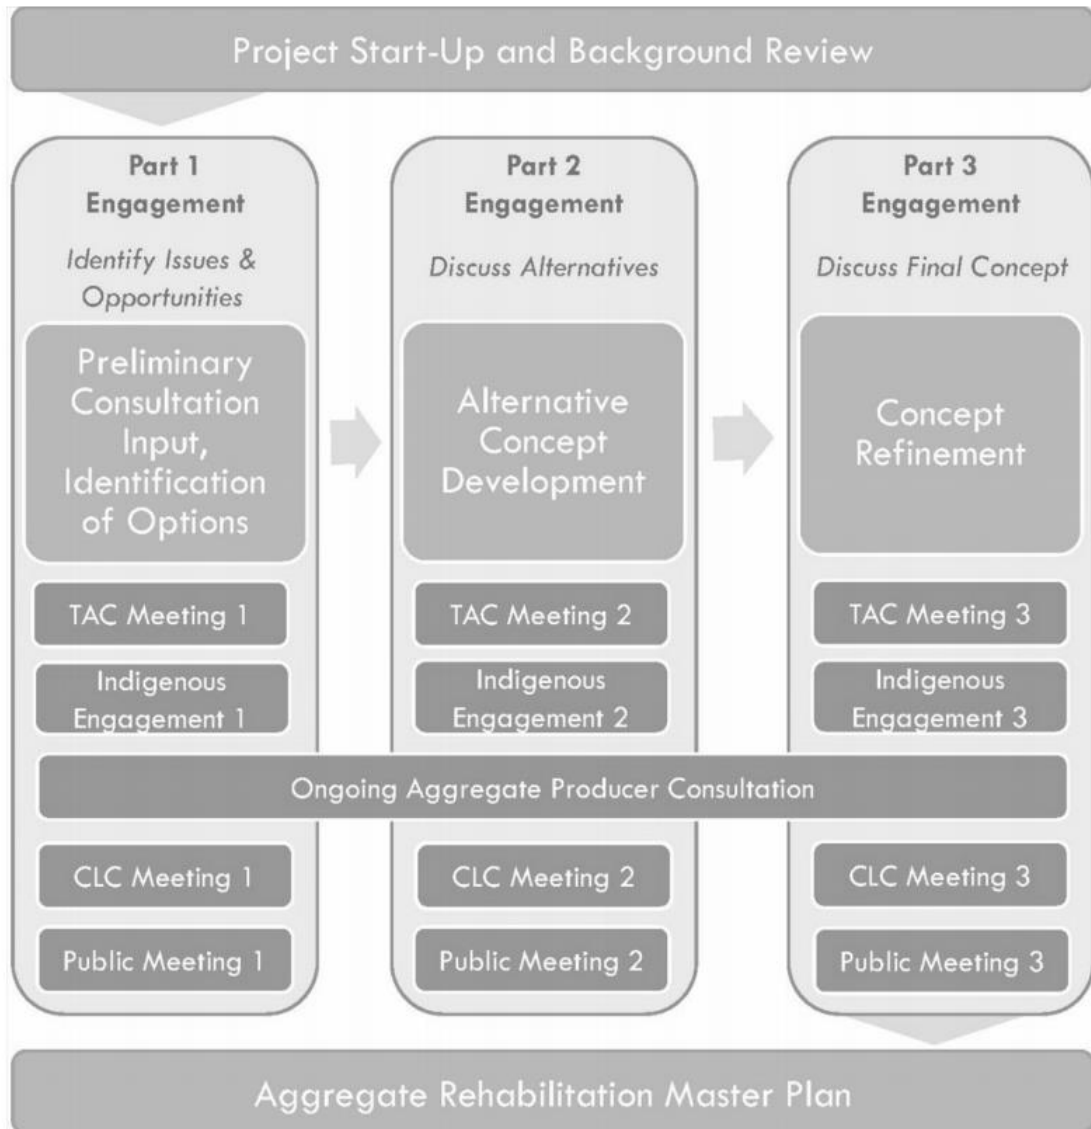 Project Start-Up and Background Review
Part 1
Engagement
Identify Issues &
Opportunities
Preliminary
Consultation
Input,
Identification
of Options
TAC Meeting 1
Indigenous
Engagement 1
Part 2
Engagement
Discuss Alternatives
Alternative
Concept
Development
TAC Meeting 2
Indigenous
Engagement 2
Part 3
Engagement
Discuss Final Concept
Concept
Refinement
TAC Meeting 3
Indigenous
Engagement 3
Ongoing Aggregate Producer Consultation
CLC Meeting 1
Public Meeting 1
CLC Meeting 2
Public Meeting 2
CLC Meeting 3
Public Meeting 3
Aggregate Rehabilitation Master Plan